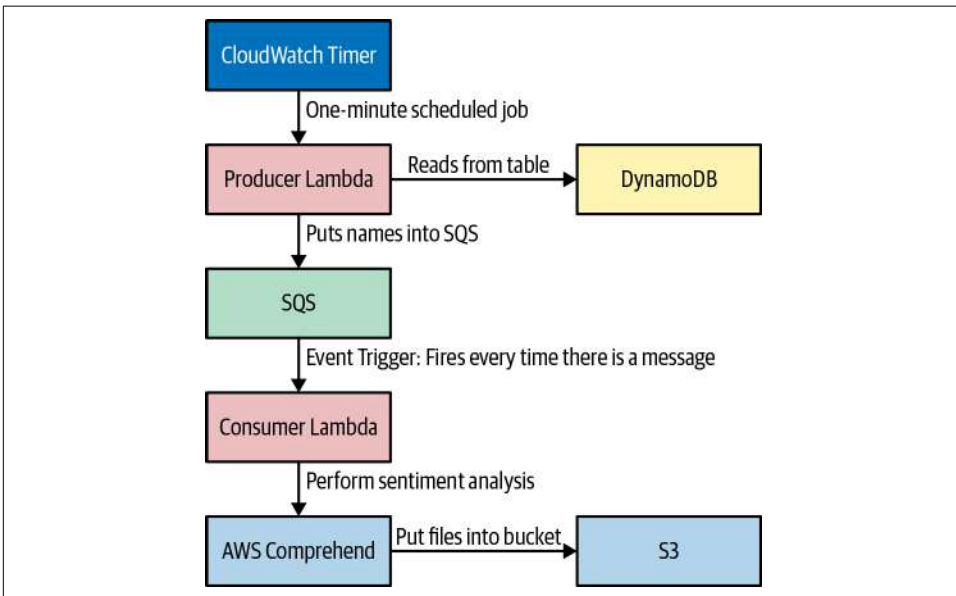 CloudWatch Timer
One-minute scheduled job
Producer Lambda
Reads from table
DynamoDB
Puts names into SQS
SQS
Event Trigger: Fires every time there is a message
Consumer Lambda
Perform sentiment analysis
AWS Comprehend
Put files into bucket
S3